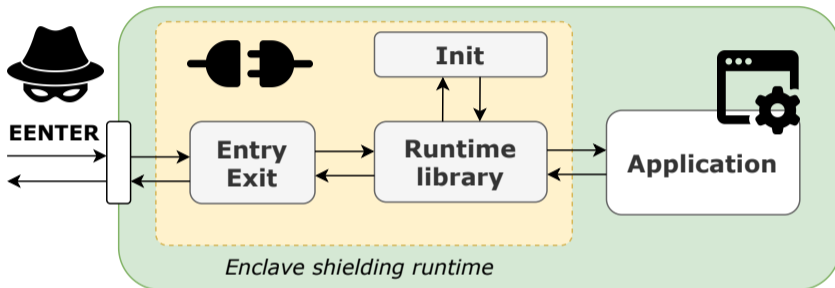 Init
EENTER
Entry
Exit
Runtime
library
Application
Enclave shielding runtime